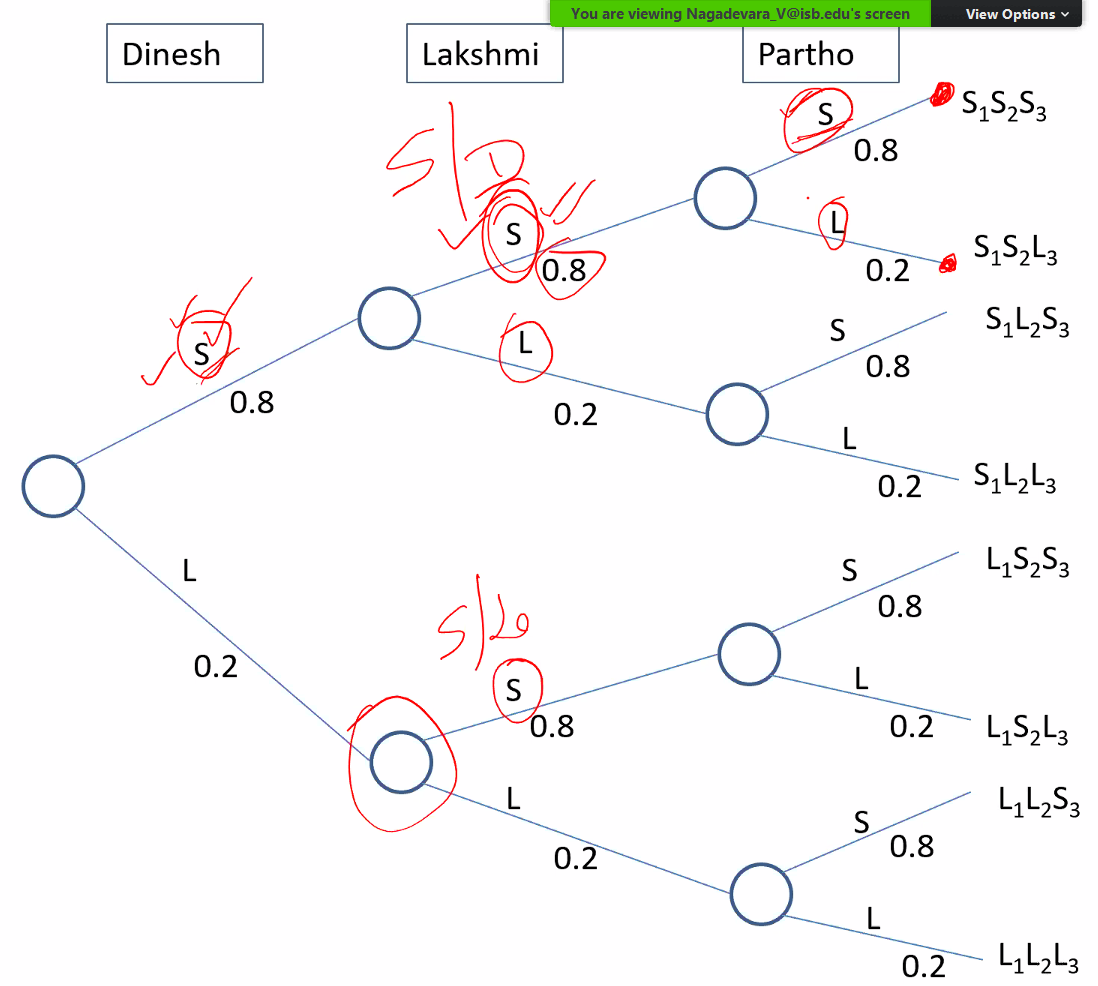 You are viewing Nagadevara_V@isb.edu's screen
View Options
Dinesh
Lakshmi
Partho
S
0.8
L
0.2
S/D
S
0.8
L
0.2
S
0.8
S₁S₂S₃
L
0.2
S₁S₂L₃
S
0.8
S₁L₂S₃
L
0.2
S₁L₂L₃
S
0.8
L
0.2
S
0.8
L₁S₂S₃
L
0.2
L₁S₂L₃
S
0.8
L₁L₂S₃
L
0.2
L₁L₂L₃